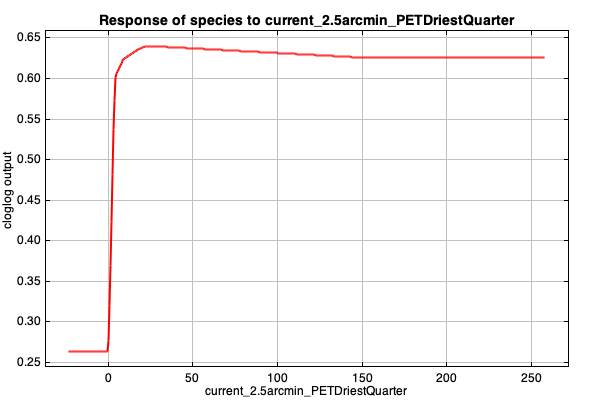 Response of species to current_2.5arcmin_PETDriestQuarter
0.65
0.60
0.55
0.50
0.45
0.40
0.35
0.30
0.25
cloglog output
0 50 100 150 200 250
current_2.5arcmin_PETDriestQuarter